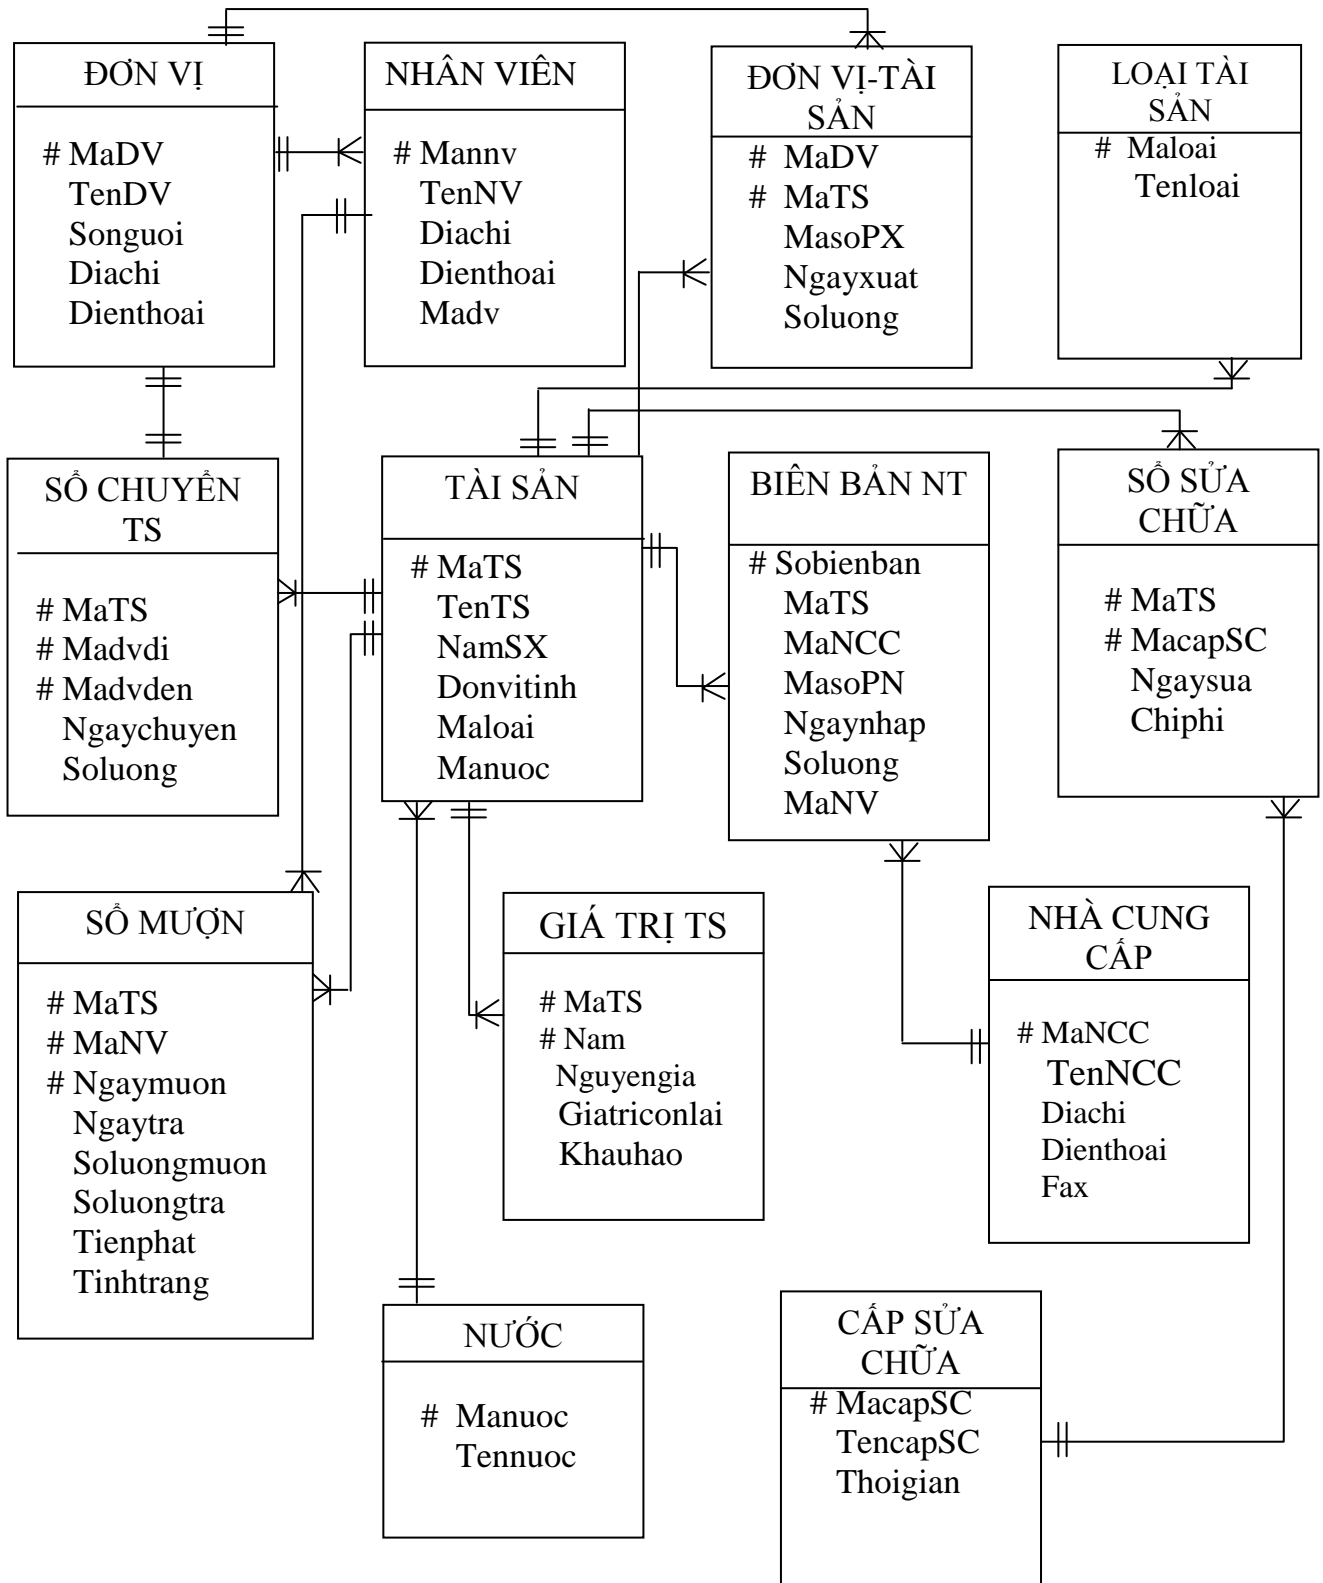 ĐƠN VỊ
# MaDV
TenDV
Songuoi
Diachi
Dienthoai
NHÂN VIÊN
# Mannv
TenNV
Diachi
Dienthoai
Madv
ĐƠN VỊ-TÀI
SẢN
# MaDV
# MaTS
MasoPX
Ngayxuat
Soluong
LOẠI TÀI
SẢN
# Maloai
Tenloai
SỔ CHUYỂN
TS
# MaTS
# Madvdi
# Madvden
Ngaychuyen
Soluong
TÀI SẢN
# MaTS
TenTS
NamSX
Donvitinh
Maloai
Manuoc
BIÊN BẢN NT
# Sobienban
MaTS
MaNCC
MasoPN
Ngaynhap
Soluong
MaNV
SỔ SỬA
CHỮA
# MaTS
# MacapSC
Ngaysua
Chiphi
SỔ MƯỢN
# MaTS
# MaNV
# Ngaymuon
Ngaytra
Soluongmuon
Soluongtra
Tienphat
Tinhtrang
GIÁ TRỊ TS
# MaTS
# Nam
Nguyengia
Giatriconlai
Khauhao
NHÀ CUNG
CẤP
# MaNCC
TenNCC
Diachi
Dienthoai
Fax
NƯỚC
# Manuoc
Tennuoc
CẤP SỬA
CHỮA
# MacapSC
TencapSC
Thoigian